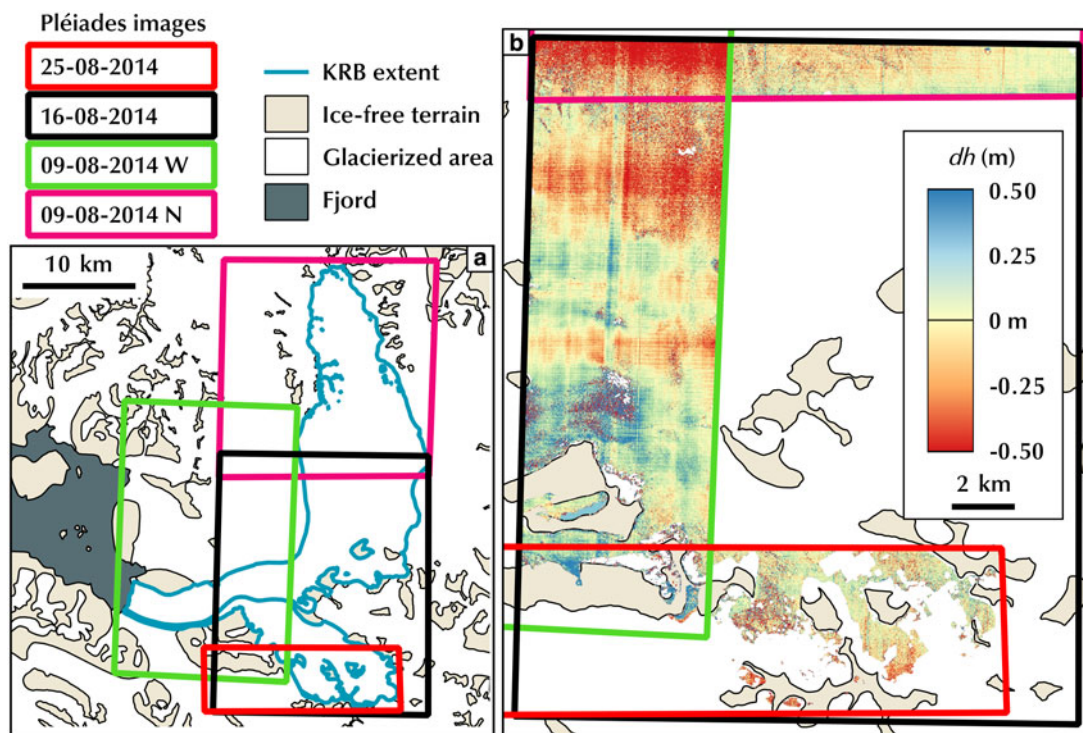 Pléiades images
25-08-2014
16-08-2014
09-08-2014 W
09-08-2014 N
KRB extent
Ice-free terrain
Glacierized area
Fjord
a
10 km
b
dh (m)
0.50
0.25
0 m
-0.25
-0.50
2 km